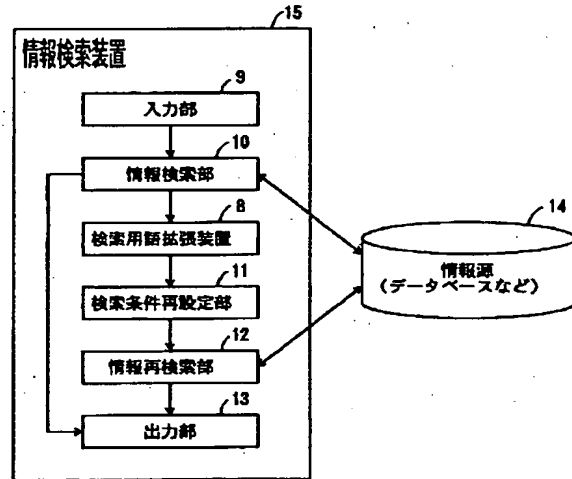 15
情報検索装置
9
入力部
10
情報検索部
8
検索用語拡張装置
11
検索条件再設定部
12
情報再検索部
13
出力部
14
情報源
(データベースなど)